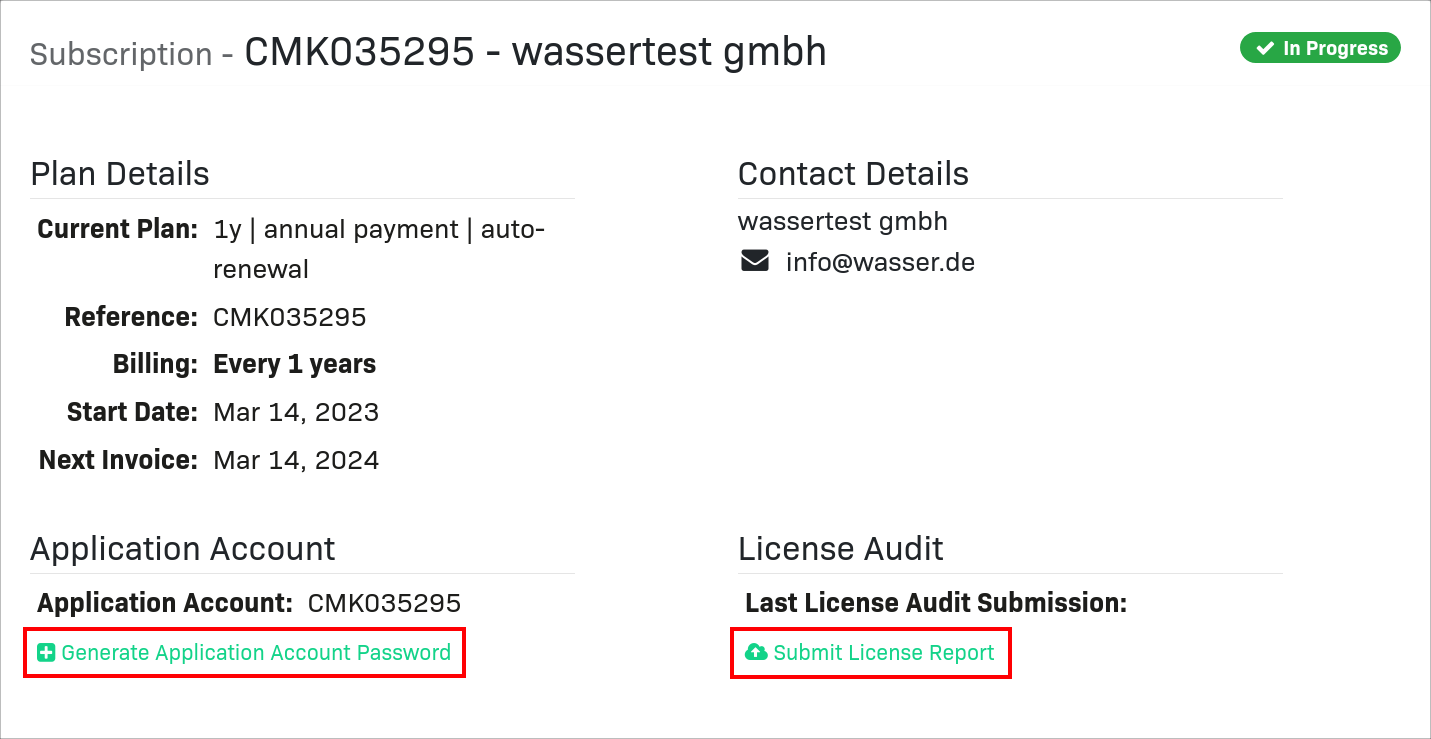 Subscription - CMK035295 - wassertest gmbh
In Progress
Plan Details
Current Plan: 1y | annual payment | auto-
renewal
Reference: CMK035295
Billing: Every 1 years
Start Date: Mar 14, 2023
Next Invoice: Mar 14, 2024
Contact Details
wassertest gmbh
info@wasser.de
Application Account
Application Account: CMK035295
Generate Application Account Password
License Audit
Last License Audit Submission:
Submit License Report